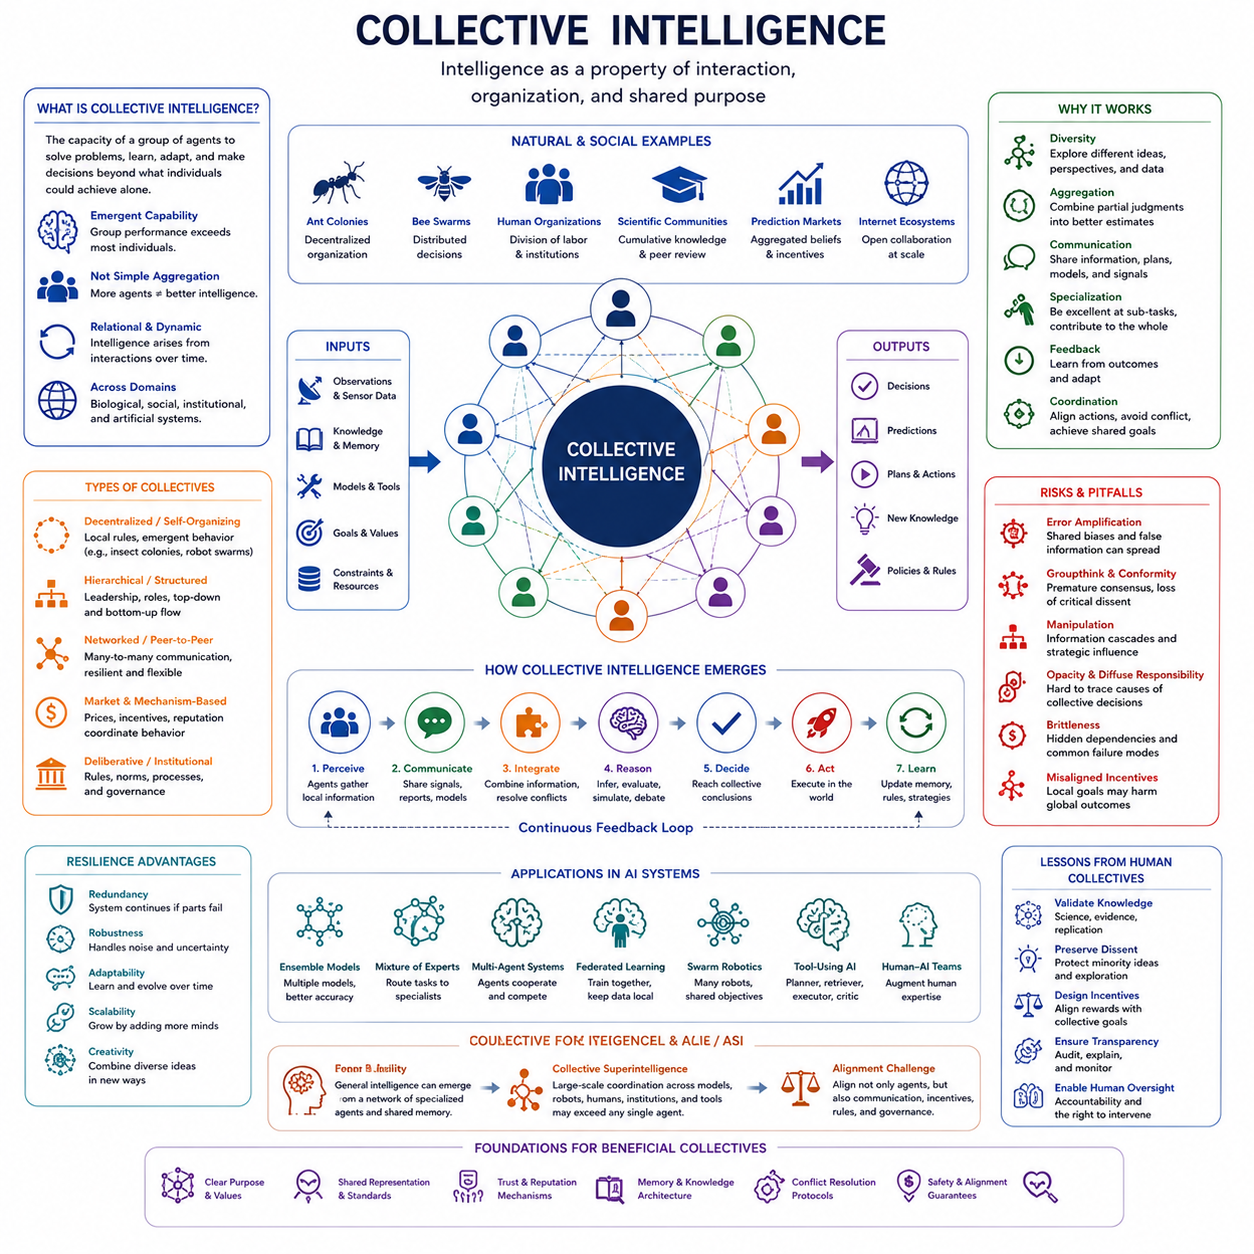 COLLECTIVE INTELLIGENCE
Intelligence as a property of interaction,
organization, and shared purpose
WHAT IS COLLECTIVE INTELLIGENCE?
The capacity of a group of agents to
solve problems, learn, adapt, and make
decisions beyond what individuals
could achieve alone.
Emergent Capability
Group performance exceeds
most individuals.
Not Simple Aggregation
More agents ≠ better intelligence.
Relational & Dynamic
Intelligence arises from
interactions over time.
Across Domains
Biological, social, institutional,
and artificial systems.
NATURAL & SOCIAL EXAMPLES
Ant Colonies
Decentralized
organization
Bee Swarms
Distributed
decisions
Human Organizations
Division of labor
& institutions
Scientific Communities
Cumulative knowledge
& peer review
Prediction Markets
Aggregated beliefs
& incentives
Internet Ecosystems
Open collaboration
at scale
WHY IT WORKS
Diversity
Explore different ideas,
perspectives, and data
Aggregation
Combine partial judgments
into better estimates
Communication
Share information, plans,
models, and signals
Specialization
Be excellent at sub-tasks,
contribute to the whole
Feedback
Learn from outcomes
and adapt
Coordination
Align actions, avoid conflict,
achieve shared goals
INPUTS
Observations
& Sensor Data
Knowledge
& Memory
Models & Tools
Goals & Values
Constraints &
Resources
COLLECTIVE
INTELLIGENCE
OUTPUTS
Decisions
Predictions
Plans & Actions
New Knowledge
Policies & Rules
TYPES OF COLLECTIVES
Decentralized / Self-Organizing
Local rules, emergent behavior
(e.g., insect colonies, robot swarms)
Hierarchical / Structured
Leadership, roles, top-down
and bottom-up flow
Networked / Peer-to-Peer
Many-to-many communication,
resilient and flexible
$
Market & Mechanism-Based
Prices, incentives, reputation
coordinate behavior
Deliberative / Institutional
Rules, norms, processes,
and governance
RISKS & PITFALLS
Error Amplification
Shared biases and false
information can spread
Groupthink & Conformity
Premature consensus, loss
of critical dissent
Manipulation
Information cascades and
strategic influence
Opacity & Diffuse Responsibility
Hard to trace causes of
collective decisions
$
Brittleness
Hidden dependencies and
common failure modes
Misaligned Incentives
Local goals may harm
global outcomes
HOW COLLECTIVE INTELLIGENCE EMERGES
1. Perceive
Agents gather
local information
2. Communicate
Share signals,
reports, models
3. Integrate
Combine information,
resolve conflicts
4. Reason
Infer, evaluate,
simulate, debate
5. Decide
Reach collective
conclusions
6. Act
Execute in the
world
7. Learn
Update memory,
rules, strategies
Continuous Feedback Loop
RESILIENCE ADVANTAGES
Redundancy
System continues if parts fail
Robustness
Handles noise and uncertainty
Adaptability
Learn and evolve over time
Scalability
Grow by adding more minds
Creativity
Combine diverse ideas
in new ways
APPLICATIONS IN AI SYSTEMS
Ensemble Models
Multiple models,
better accuracy
Mixture of Experts
Route tasks to
specialists
Multi-Agent Systems
Agents cooperate
and compete
Federated Learning
Train together,
keep data local
Swarm Robotics
Many robots,
shared objectives
Tool-Using AI
Planner, retriever,
executor, critic
Human–AI Teams
Augment human
expertise
LESSONS FROM HUMAN
COLLECTIVES
Validate Knowledge
Science, evidence,
replication
Preserve Dissent
Protect minority ideas
and exploration
Design Incentives
Align rewards with
collective goals
Ensure Transparency
Audit, explain,
and monitor
Enable Human Oversight
Accountability and
the right to intervene
/ ASI
General intelligence can emerge
from a network of specialized
agents and shared memory.
Collective Superintelligence
Large-scale coordination across models,
robots, humans, institutions, and tools
may exceed any single agent.
Alignment Challenge
Align not only agents, but
also communication, incentives,
rules, and governance.
FOUNDATIONS FOR BENEFICIAL COLLECTIVES
Clear Purpose
& Values
Shared Representation
& Standards
Trust & Reputation
Mechanisms
Memory & Knowledge
Architecture
Conflict Resolution
Protocols
$
Safety & Alignment
Guarantees